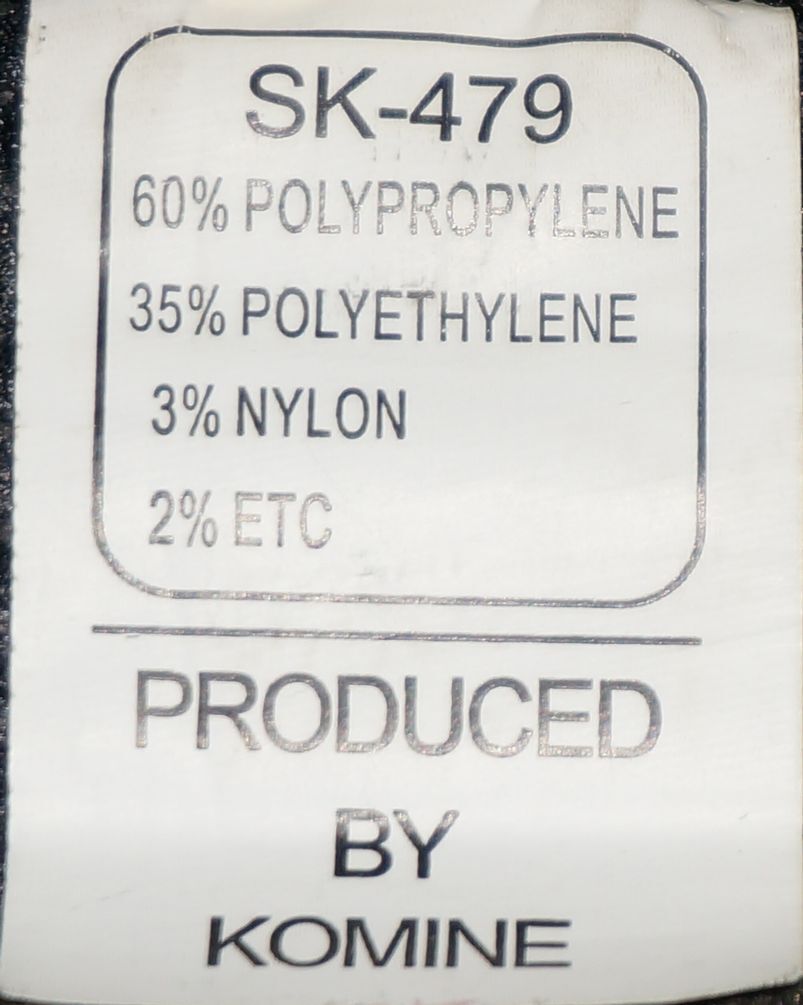 SK-479
60% POLYPROPYLENE
35% POLYETHYLENE
3% NYLON
2% ETC
PRODUCED
BY
KOMINE